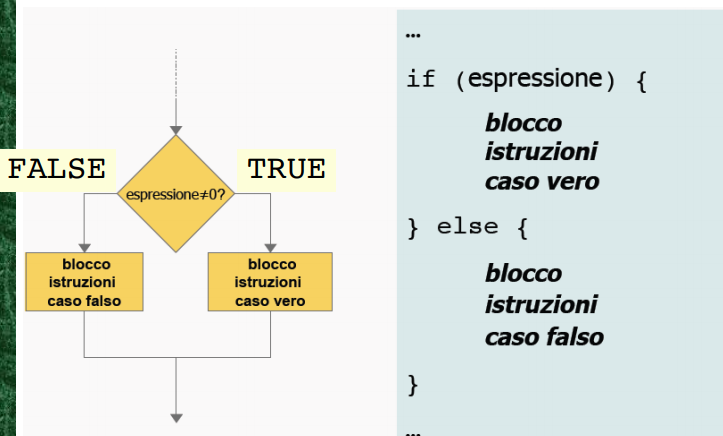 FALSE
TRUE
espressione≠0?
blocco
istruzioni
caso falso
blocco
istruzioni
caso vero
...
if (espressione) {
blocco
istruzioni
caso vero
} else {
blocco
istruzioni
caso falso
}
...